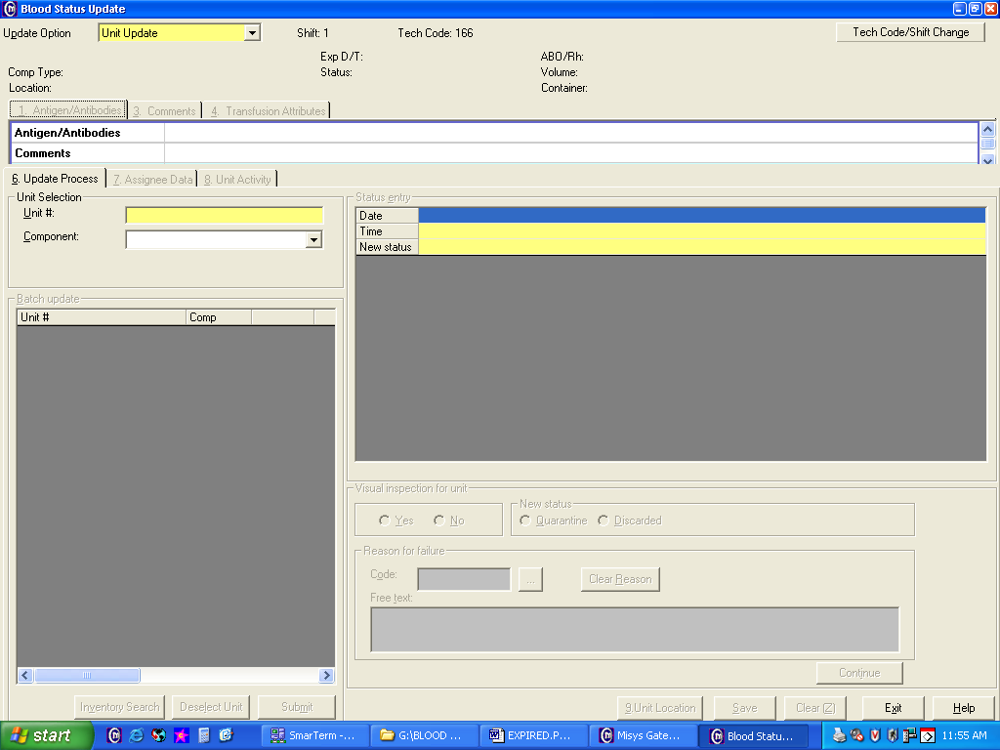 Blood Status Update
Update Option Unit Update Shift: 1 Tech Code: 166 Tech Code/Shift Change
Exp D/T: ABO/Rh:
Comp Type: Status: Volume:
Location: Container:
1. Antigen/Antibodies 3. Comments 4. Transfusion Attributes
Antigen/Antibodies
Comments
6. Update Process 7. Assignee Data 8. Unit Activity
Unit Selection
Unit #:
Component:
Batch update
Unit # Comp
Status entry
Date
Time
New status
Visual inspection for unit
Yes No
New status
Quarantine Discarded
Reason for failure
Code: ... Clear Reason
Free text:
Continue
Inventory Search Deselect Unit Submit 9.Unit Location Save Clear (Z) Exit Help
start SmarTerm -... G:\BLOOD ... EXPIRED.P... Misys Gate... Blood Statu... 11:55 AM